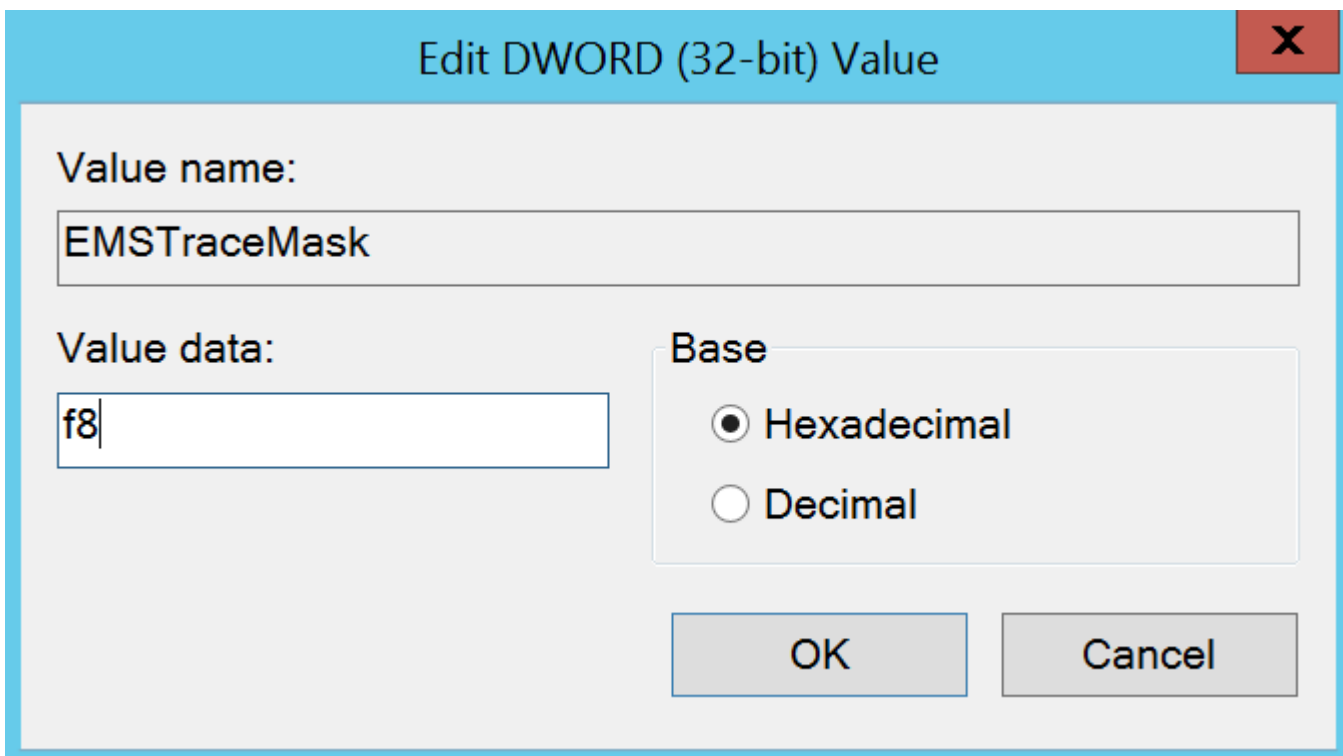 Edit DWORD (32-bit) Value
X
Value name:
EMSTraceMask
Value data:
f8
Base
Hexadecimal
Decimal
OK
Cancel